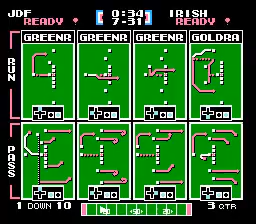 JDF 0:34 IRISH
READY 7-31 READY
GREENR GREENR GREENR GOLDRA
RUN
PASS
1 DOWN 10 3 QTR